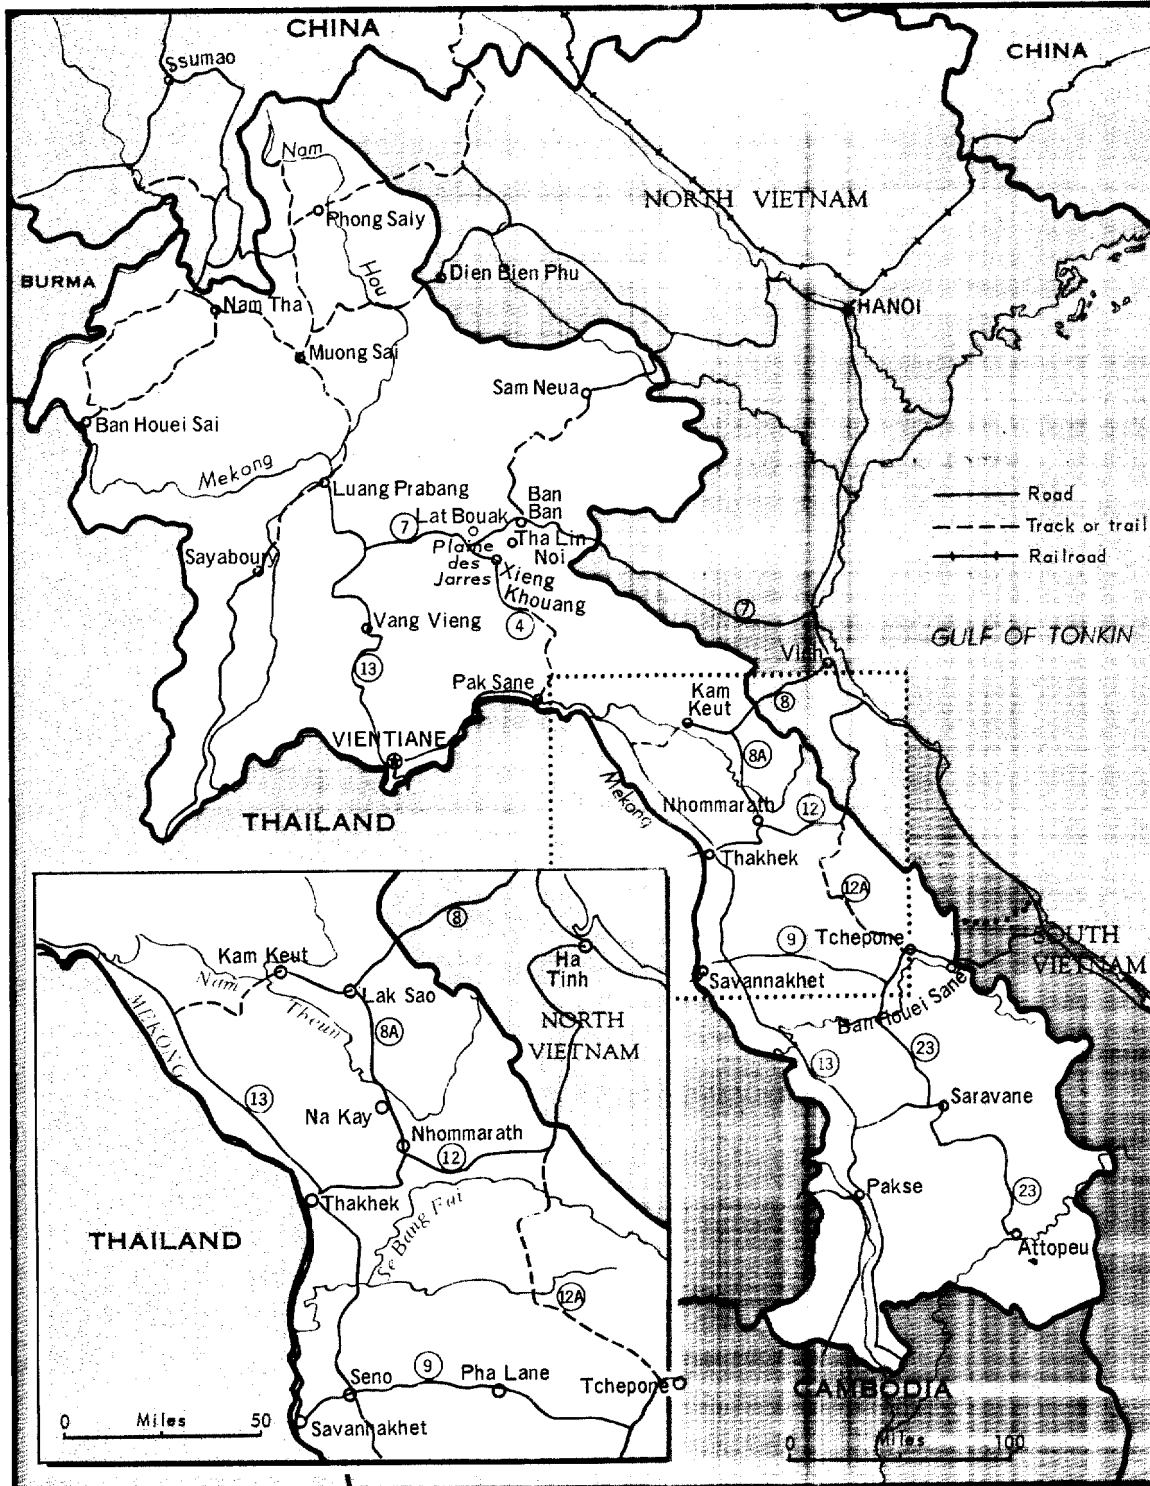 CHINA
CHINA
Ssumao
Nam
NORTH VIETNAM
Phong Saly
Hou
BURMA
Dien Bien Phu
Nam Tha
HANOI
Muong Sai
Sam Neua
Ban Houei Sai
Mekong
Luang Prabang
Ban
Ban
Road
7
Lat Bouak
Track or trail
Plaine
des
Jarres
Tha Lin
Noi
Railroad
Sayaboury
Xieng
Khouang
7
Vang Vieng
4
GULF OF TONKIN
Vinh
13
Pak Sane
Kam
Keut
8
VIENTIANE
8A
Mekong
Nhommarath
12
THAILAND
Thakhek
12A
9
Tchepone
SOUTH
VIETNAM
Savannakhet
Ban Houei Sane
13
23
Saravane
Pakse
23
Attopeu
CAMBODIA
0 Miles 100
8
Kam Keut
Ha
Tinh
Nam
Theun
Lak Sao
MEKONG
8A
NORTH
VIETNAM
13
Na Kay
Nhommarath
12
Thakhek
Se Bang Fai
THAILAND
12A
9
Seno
Pha Lane
Tchepone
Savannakhet
0 Miles 50